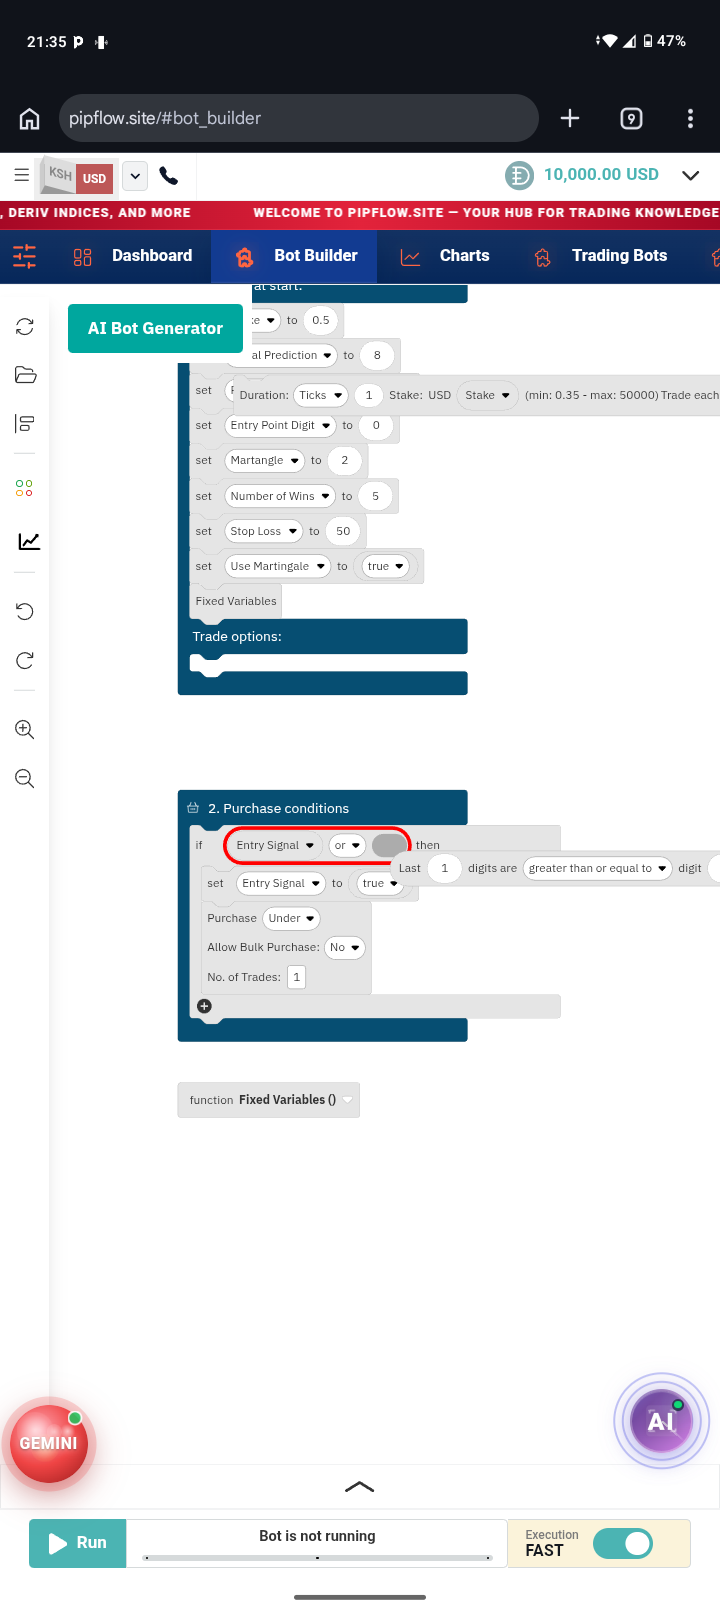 21:35
47%
pipflow.site/#bot_builder
9
KSH USD
10,000.00 USD
, DERIV INDICES, AND MORE WELCOME TO PIPFLOW.SITE — YOUR HUB FOR TRADING KNOWLEDGE
Dashboard Bot Builder Charts Trading Bots
at start:
AI Bot Generator
to 0.5
al Prediction to 8
set
Duration: Ticks 1 Stake: USD Stake (min: 0.35 - max: 50000) Trade each
set Entry Point Digit to 0
set Martangle to 2
set Number of Wins to 5
set Stop Loss to 50
set Use Martingale to true
Fixed Variables
Trade options:
2. Purchase conditions
if Entry Signal or then
Last 1 digits are greater than or equal to digit
set Entry Signal to true
Purchase Under
Allow Bulk Purchase: No
No. of Trades: 1
function Fixed Variables ()
GEMINI
AI
Run
Bot is not running
Execution
FAST